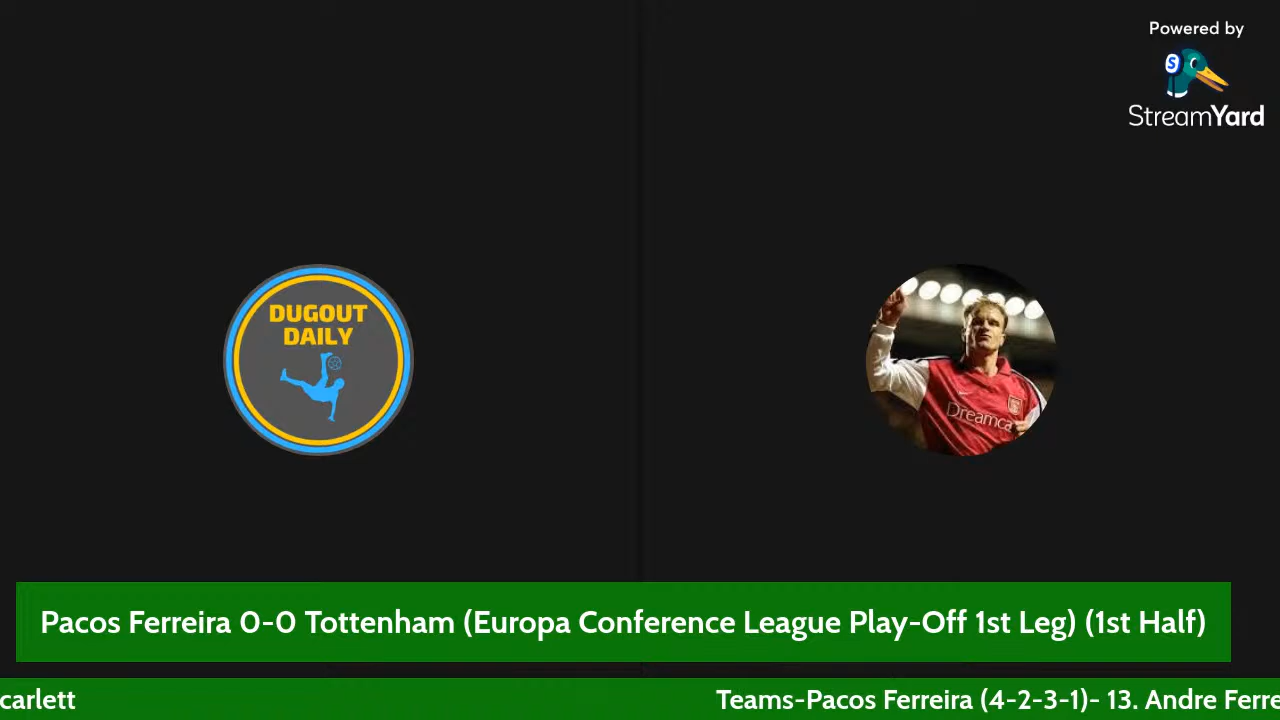 Powered by
S
StreamYard
DUGOUT
DAILY
Dreamca
Pacos Ferreira 0-0 Tottenham (Europa Conference League Play-Off 1st Leg) (1st Half)
carlett Teams-Pacos Ferreira (4-2-3-1)- 13. Andre Ferre